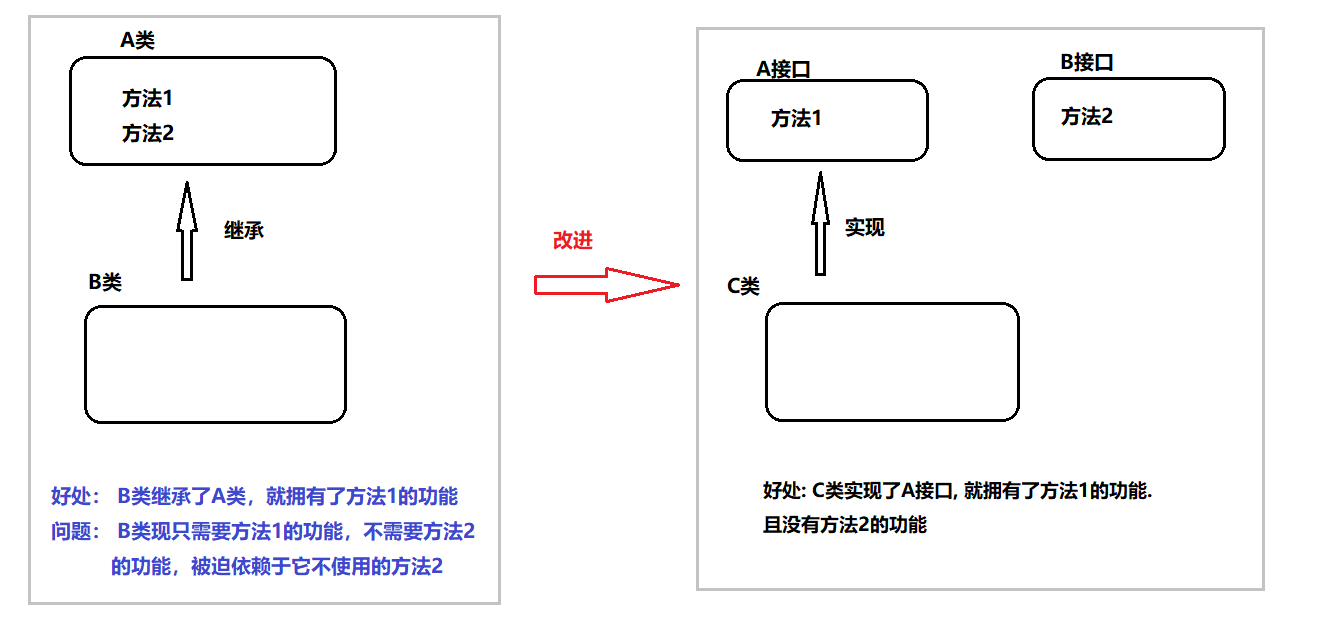 A类
方法1
方法2
继承
B类
好处： B类继承了A类，就拥有了方法1的功能
问题： B类现只需要方法1的功能，不需要方法2
的功能，被迫依赖于它不使用的方法2
改进
A接口
方法1
B接口
方法2
实现
C类
好处: C类实现了A接口, 就拥有了方法1的功能.
且没有方法2的功能